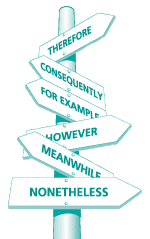 THEREFORE
CONSEQUENTLY
FOR EXAMPLE
HOWEVER
MEANWHILE
NONETHELESS